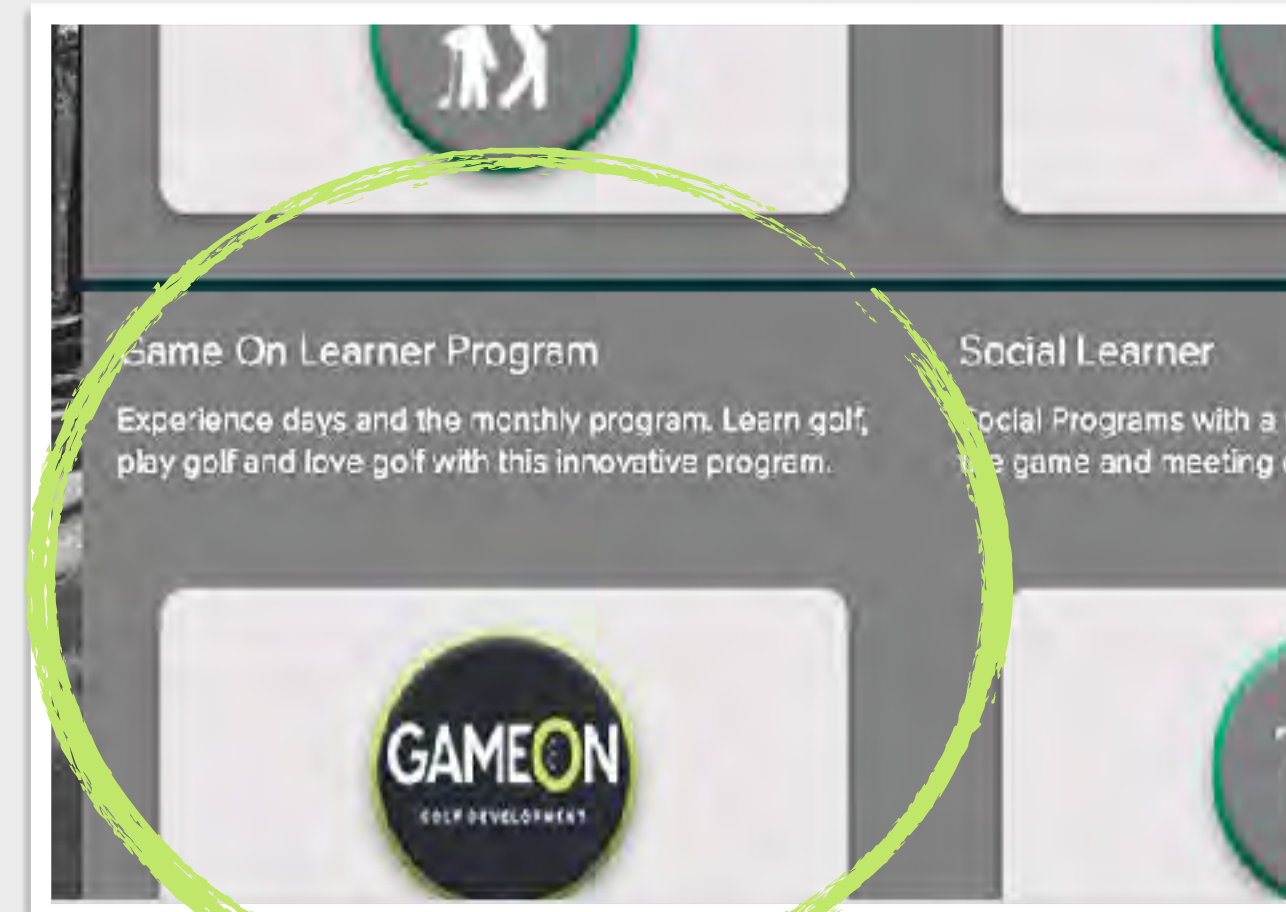 Game On Learner Program
Experience days and the monthly program. Learn golf,
play golf and love golf with this innovative program.
Social Learner
Social Programs with a
the game and meeting
GAMEON
GOLF DEVELOPMENT